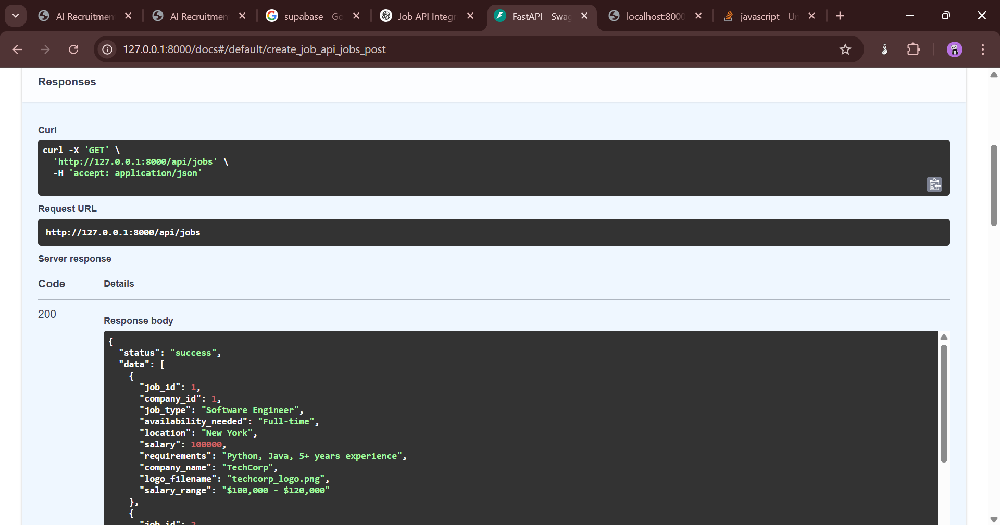 AI Recruitmen
AI Recruitmen
supabase - Go
Job API Integr
FastAPI - Swag
localhost:8000
javascript - Un
127.0.0.1:8000/docs#/default/create_job_api_jobs_post
Responses
Curl
curl -X 'GET' \
'http://127.0.0.1:8000/api/jobs' \
-H 'accept: application/json'
Request URL
http://127.0.0.1:8000/api/jobs
Server response
Code Details
200
Response body
{
"status": "success",
"data": [
{
"job_id": 1,
"company_id": 1,
"job_type": "Software Engineer",
"availability_needed": "Full-time",
"location": "New York",
"salary": 100000,
"requirements": "Python, Java, 5+ years experience",
"company_name": "TechCorp",
"logo_filename": "techcorp_logo.png",
"salary_range": "$100,000 - $120,000"
},
{
"job_id": 2